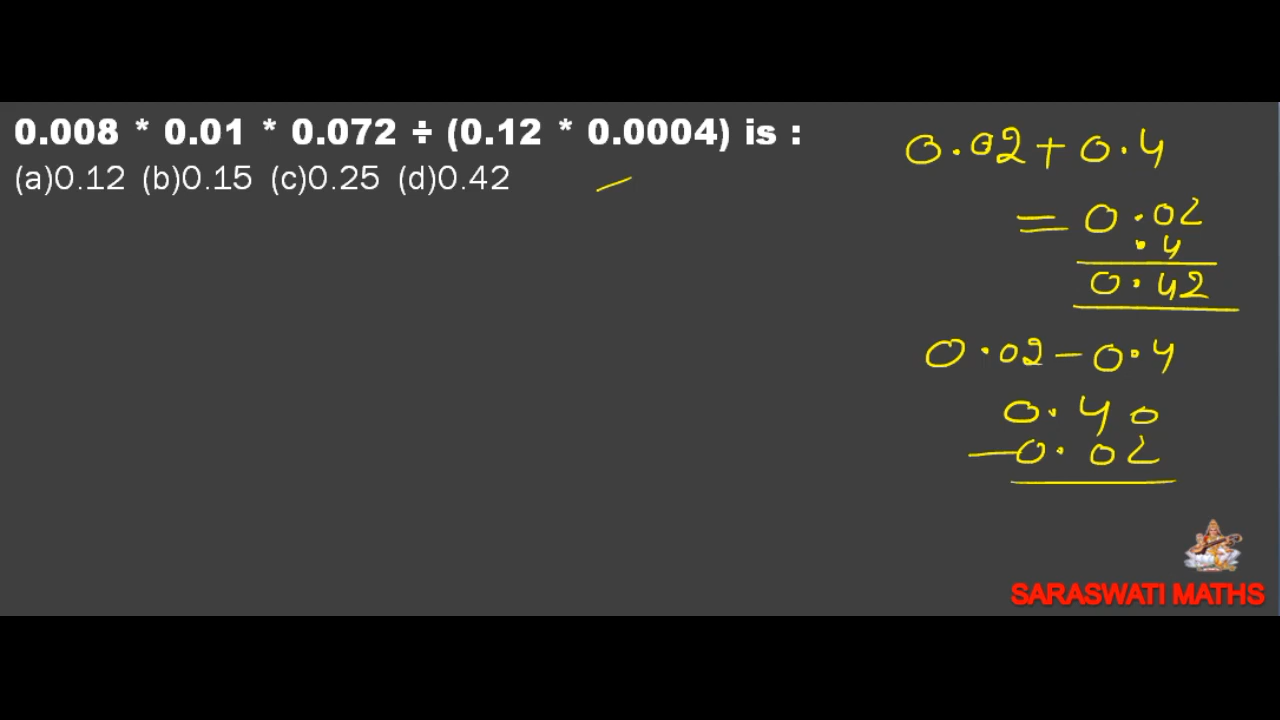 0.008 * 0.01 * 0.072 ÷ (0.12 * 0.0004) is :
(a)0.12 (b)0.15 (c)0.25 (d)0.42
0.02+0.4
=0.02
.4
0.42
0.02-0.4
0.40
-0.02
SARASWATI MATHS